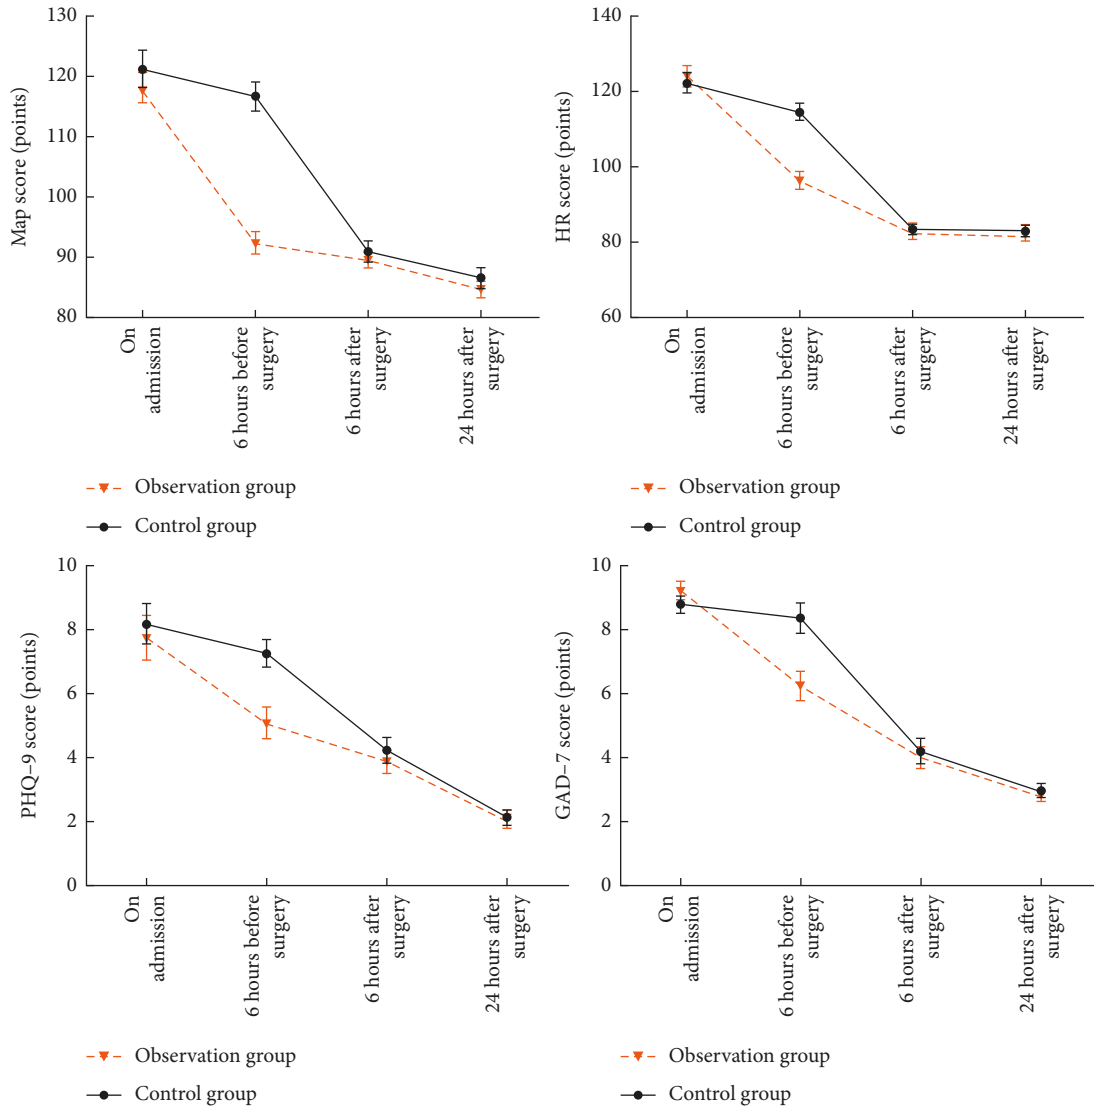 130
120
110
100
90
80
Map score (points)
On
admission
6 hours before
surgery
6 hours after
surgery
24 hours after
surgery
Observation group
Control group
140
120
100
80
60
HR score (points)
On
admission
6 hours before
surgery
6 hours after
surgery
24 hours after
surgery
Observation group
Control group
10
8
6
4
2
0
PHQ–9 score (points)
On
admission
6 hours before
surgery
6 hours after
surgery
24 hours after
surgery
Observation group
Control group
10
8
6
4
2
0
GAD–7 score (points)
On
admission
6 hours before
surgery
6 hours after
surgery
24 hours after
surgery
Observation group
Control group